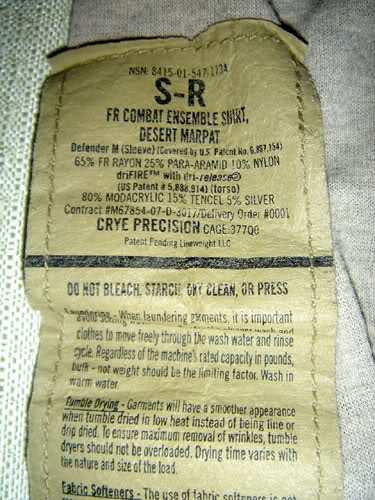 NSN: 8415-01-547-1734
S-R
FR COMBAT ENSEMBLE SHIRT,
DESERT MARPAT
Defender M (Sleeve) (Covered by U.S. Patent No. 6,867,154)
65% FR RAYON 25% PARA-ARAMID 10% NYLON
driFIRE™ with dri-release®
(US Patent # 5,888,914) (torso)
80% MODACRYLIC 15% TENCEL 5% SILVER
Contract #M67854-07-D-3017/Delivery Order #0001
CRYE PRECISION CAGE 377Q0
Patent Pending Lineweight LLC
DO NOT BLEACH, STARCH, DRY CLEAN, OR PRESS
Laundering - When laundering garments, it is important
clothes to move freely through the wash water and rinse
cycle. Regardless of the machine's rated capacity in pounds,
bulk - not weight should be the limiting factor. Wash in
warm water.
Tumble Drying - Garments will have a smoother appearance
when tumble dried in low heat instead of being line or
drip dried. To ensure maximum removal of wrinkles, tumble
dryers should not be overloaded. Drying time varies with
the nature and size of the load.
Fabric Softeners - The use of fabric softeners is not